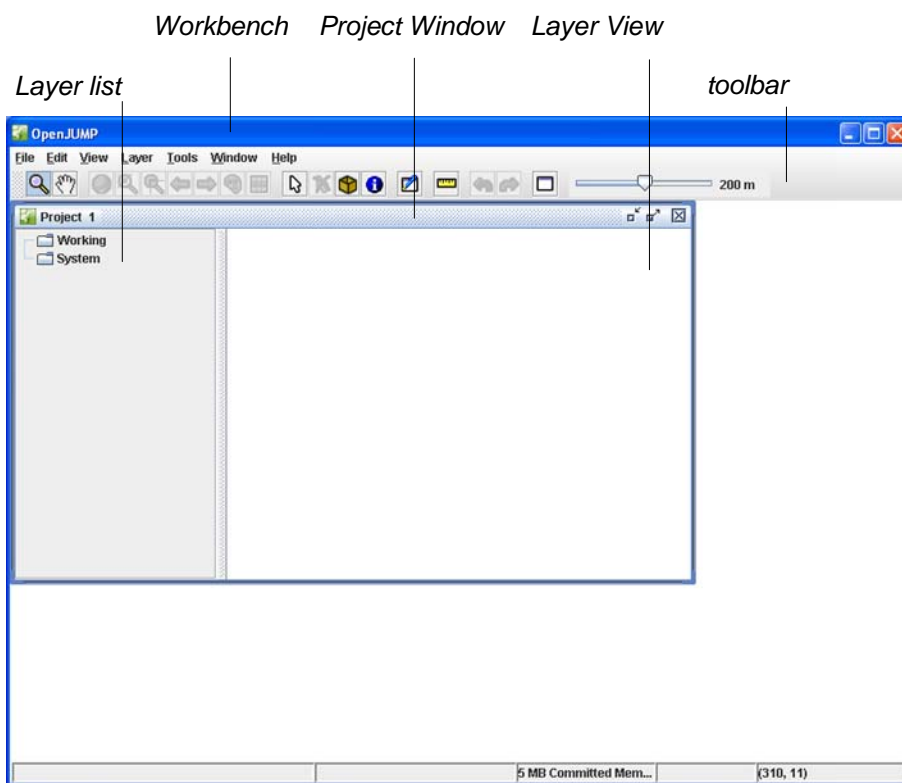 Workbench Project Window Layer View
Layer list toolbar
OpenJUMP
File Edit View Layer Tools Window Help
200 m
Project 1
Working
System
5 MB Committed Mem...
(310, 11)